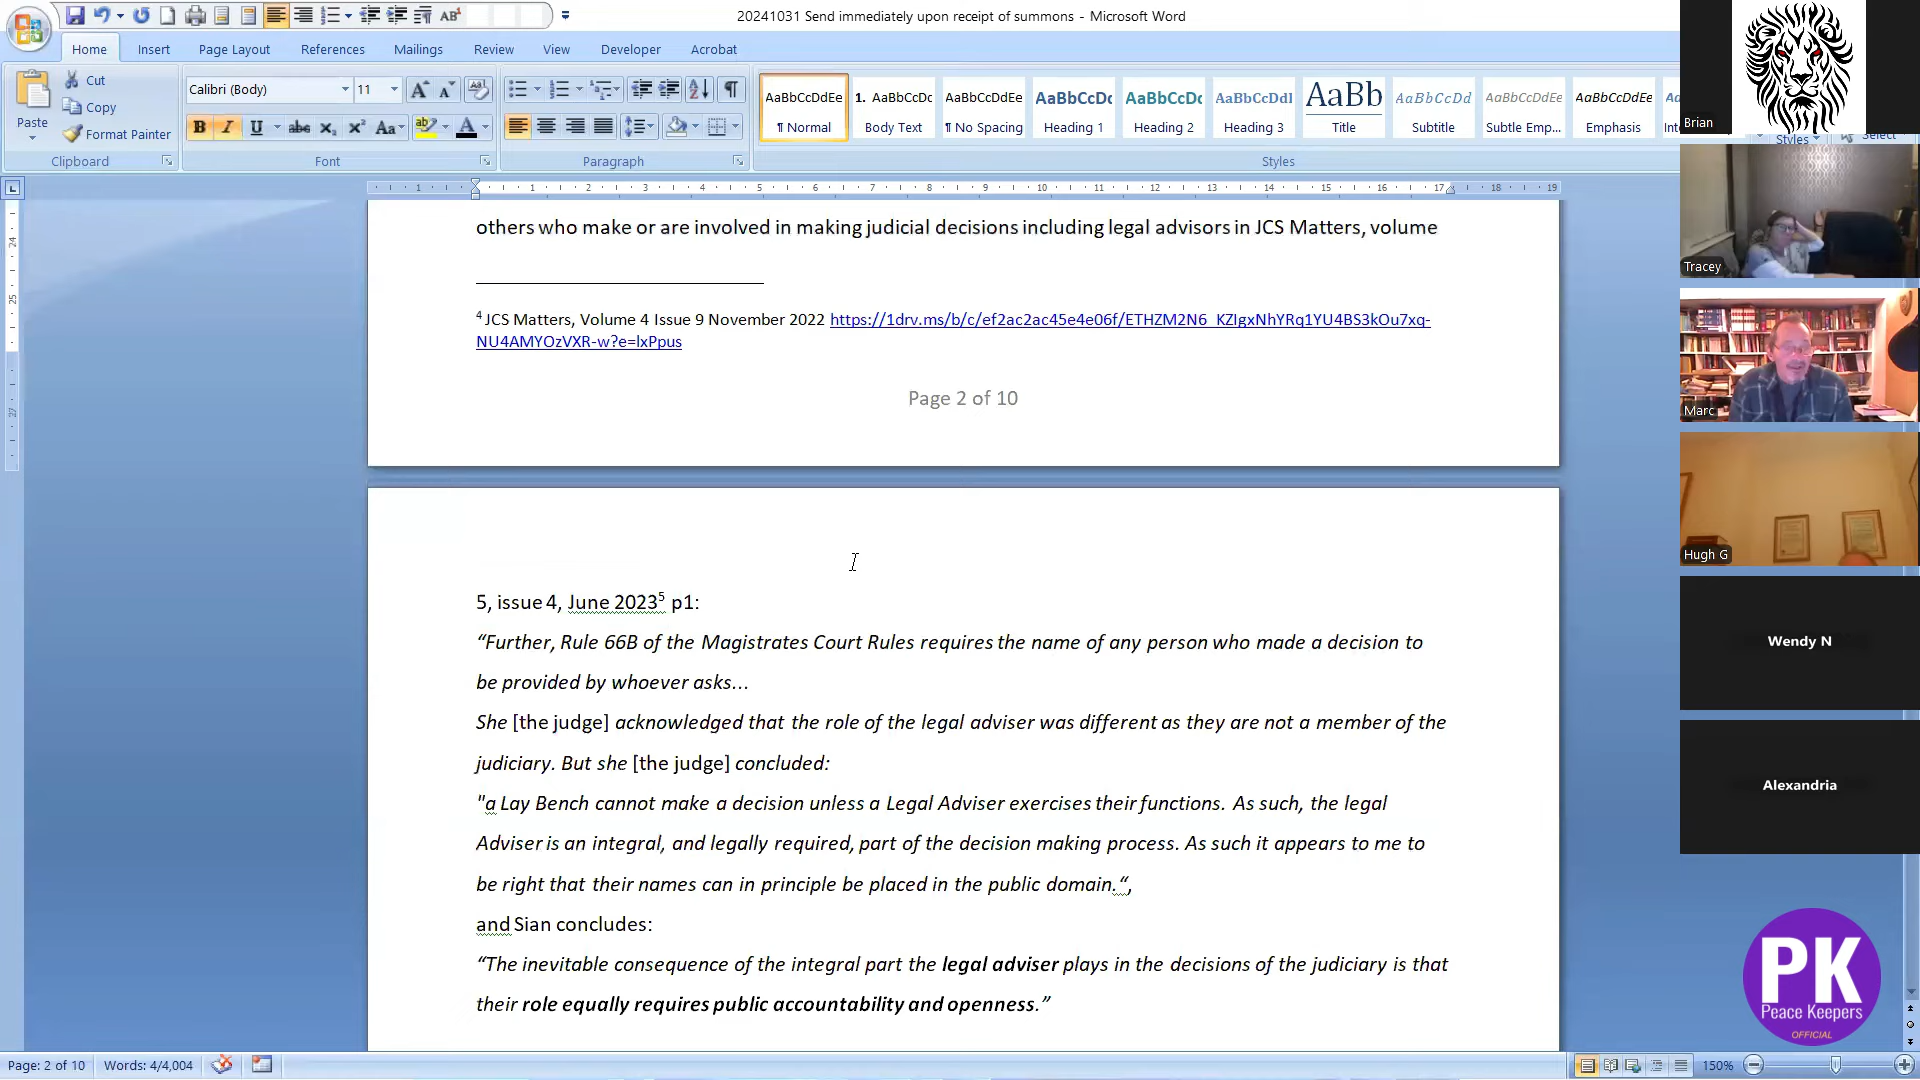 20241031 Send immediately upon receipt of summons - Microsoft Word
Home Insert Page Layout References Mailings Review View Developer Acrobat
Paste
Cut
Copy
Format Painter
Clipboard
Calibri (Body) 11
Font
Paragraph
AaBbCcDdEe 1. AaBbCcDc AaBbCcDdEe AaBbCcDc AaBbCcDc AaBbCcDdI AaBb AaBbCcDd AaBbCcDdEe AaBbCcDdEe
¶ Normal Body Text ¶ No Spacing Heading 1 Heading 2 Heading 3 Title Subtitle Subtle Emp... Emphasis
Styles
Styles Select
others who make or are involved in making judicial decisions including legal advisors in JCS Matters, volume
4 JCS Matters, Volume 4 Issue 9 November 2022 https://1drv.ms/b/c/ef2ac2ac45e4e06f/ETHZM2N6_KZIgxNhYRq1YU4BS3kOu7xq-
NU4AMYOzVXR-w?e=lxPpus
Page 2 of 10
5, issue 4, June 2023⁵ p1:
“Further, Rule 66B of the Magistrates Court Rules requires the name of any person who made a decision to
be provided by whoever asks...
She [the judge] acknowledged that the role of the legal adviser was different as they are not a member of the
judiciary. But she [the judge] concluded:
"a Lay Bench cannot make a decision unless a Legal Adviser exercises their functions. As such, the legal
Adviser is an integral, and legally required, part of the decision making process. As such it appears to me to
be right that their names can in principle be placed in the public domain.“,
and Sian concludes:
“The inevitable consequence of the integral part the legal adviser plays in the decisions of the judiciary is that
their role equally requires public accountability and openness.”
Page: 2 of 10 Words: 4/4,004
150%
Brian
Tracey
Marc
Hugh G
Wendy N
Alexandria
PK
Peace Keepers
OFFICIAL